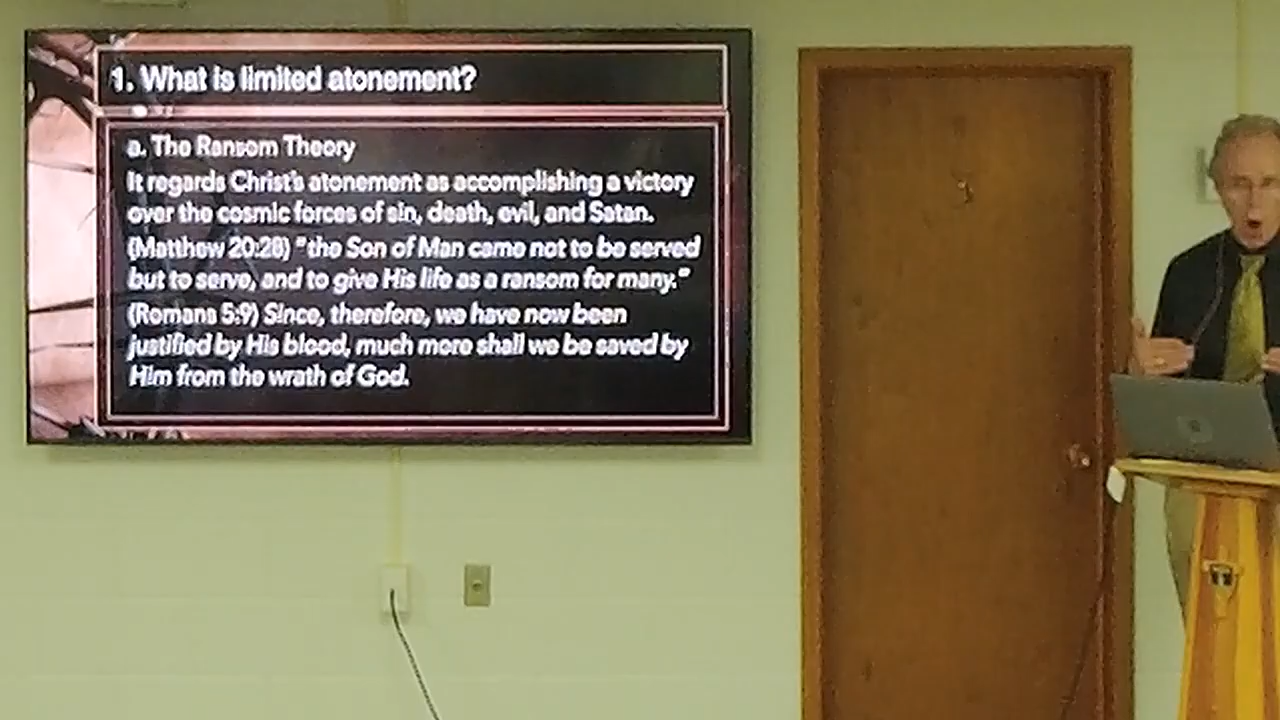 1. What is limited atonement?
a. The Ransom Theory
It regards Christ's atonement as accomplishing a victory
over the cosmic forces of sin, death, evil, and Satan.
(Matthew 20:28) "the Son of Man came not to be served
but to serve, and to give His life as a ransom for many."
(Romans 5:9) Since, therefore, we have now been
justified by His blood, much more shall we be saved by
Him from the wrath of God.